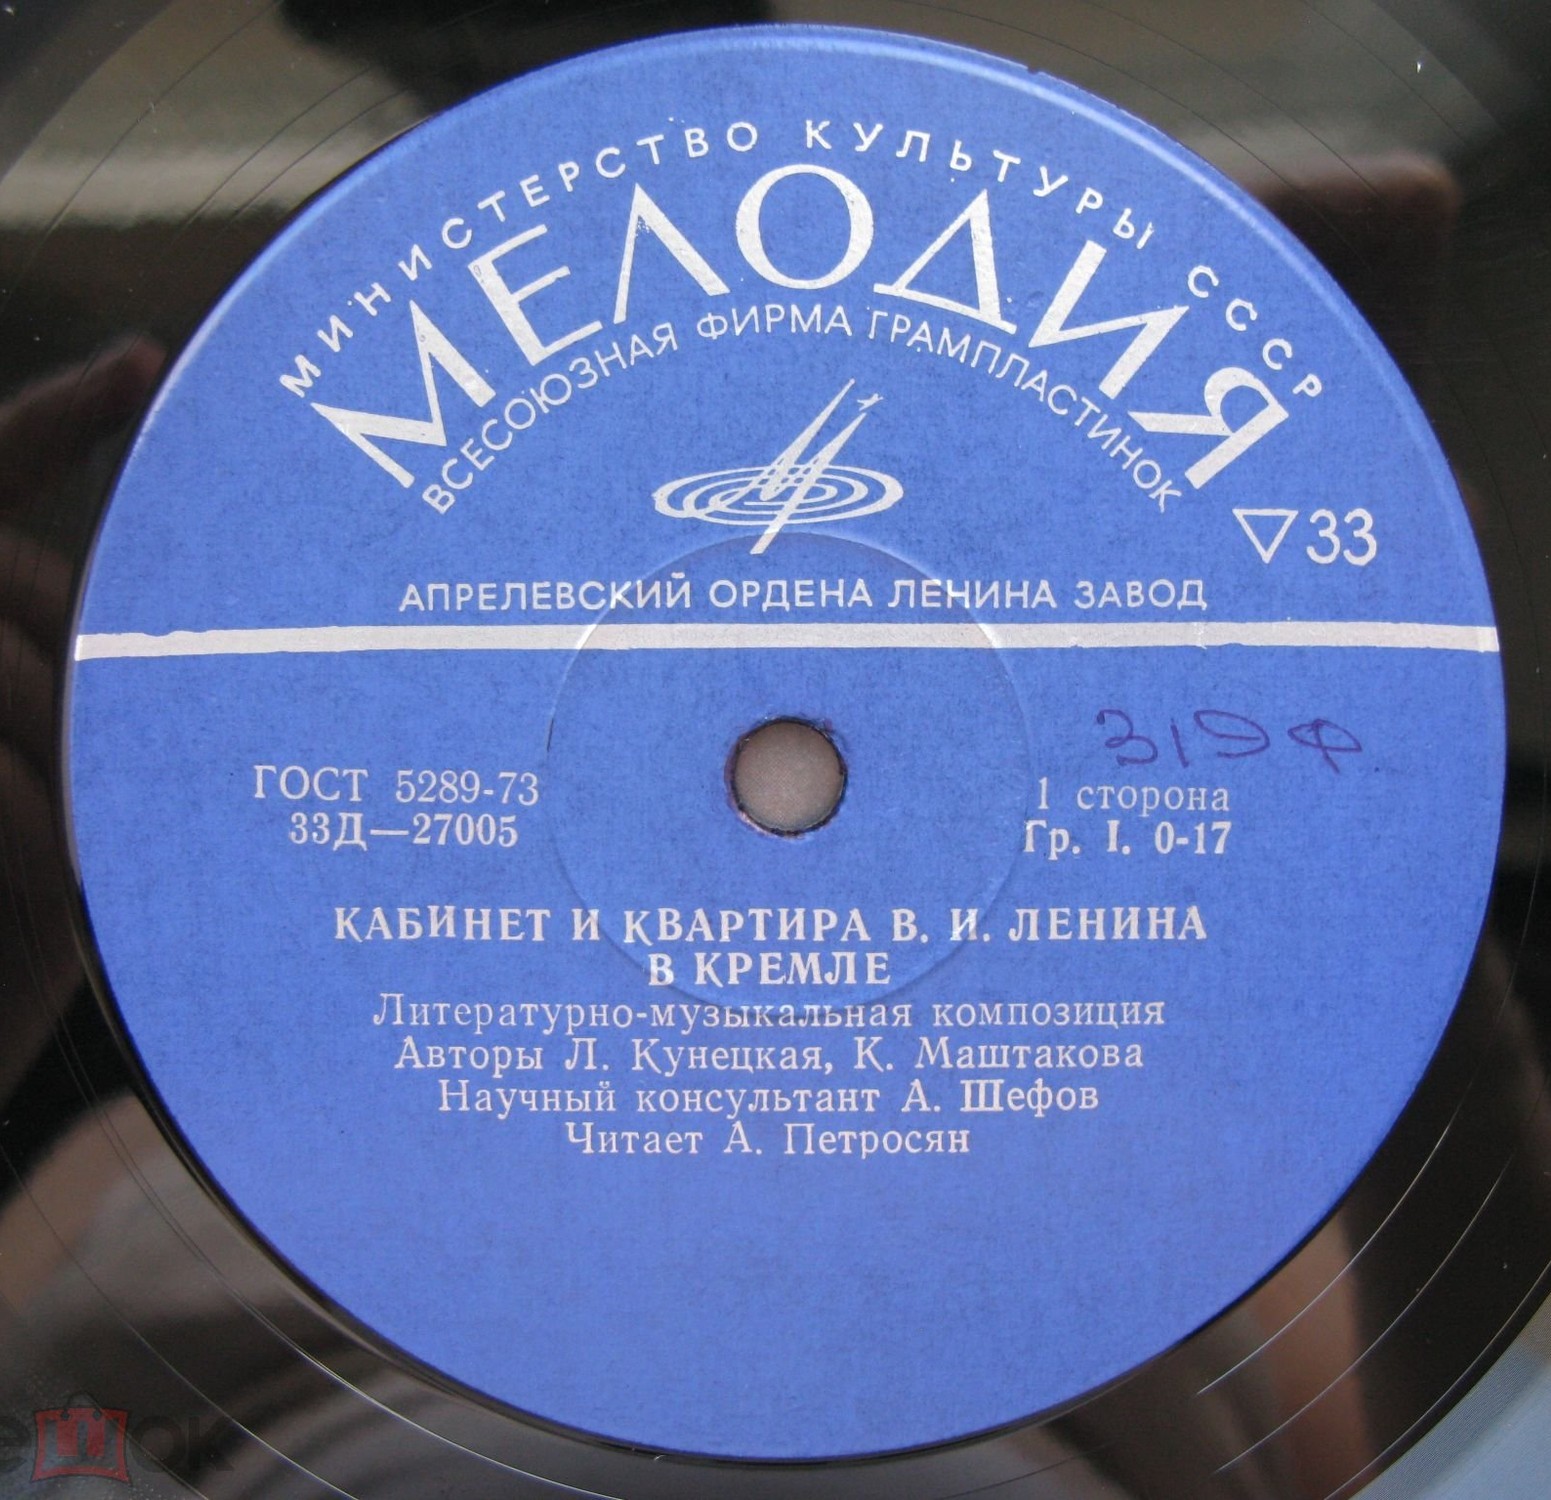 МИНИСТЕРСТВО КУЛЬТУРЫ СССР
МЕЛОДИЯ
ВСЕСОЮЗНАЯ ФИРМА ГРАМПЛАСТИНОК
33
АПРЕЛЕВСКИЙ ОРДЕНА ЛЕНИНА ЗАВОД
ГОСТ 5289-73
33Д—27005
1 сторона
Гр. I. 0-17
КАБИНЕТ И КВАРТИРА В. И. ЛЕНИНА
В КРЕМЛЕ
Литературно-музыкальная композиция
Авторы Л. Кунецкая, К. Маштакова
Научный консультант А. Шефов
Читает А. Петросян